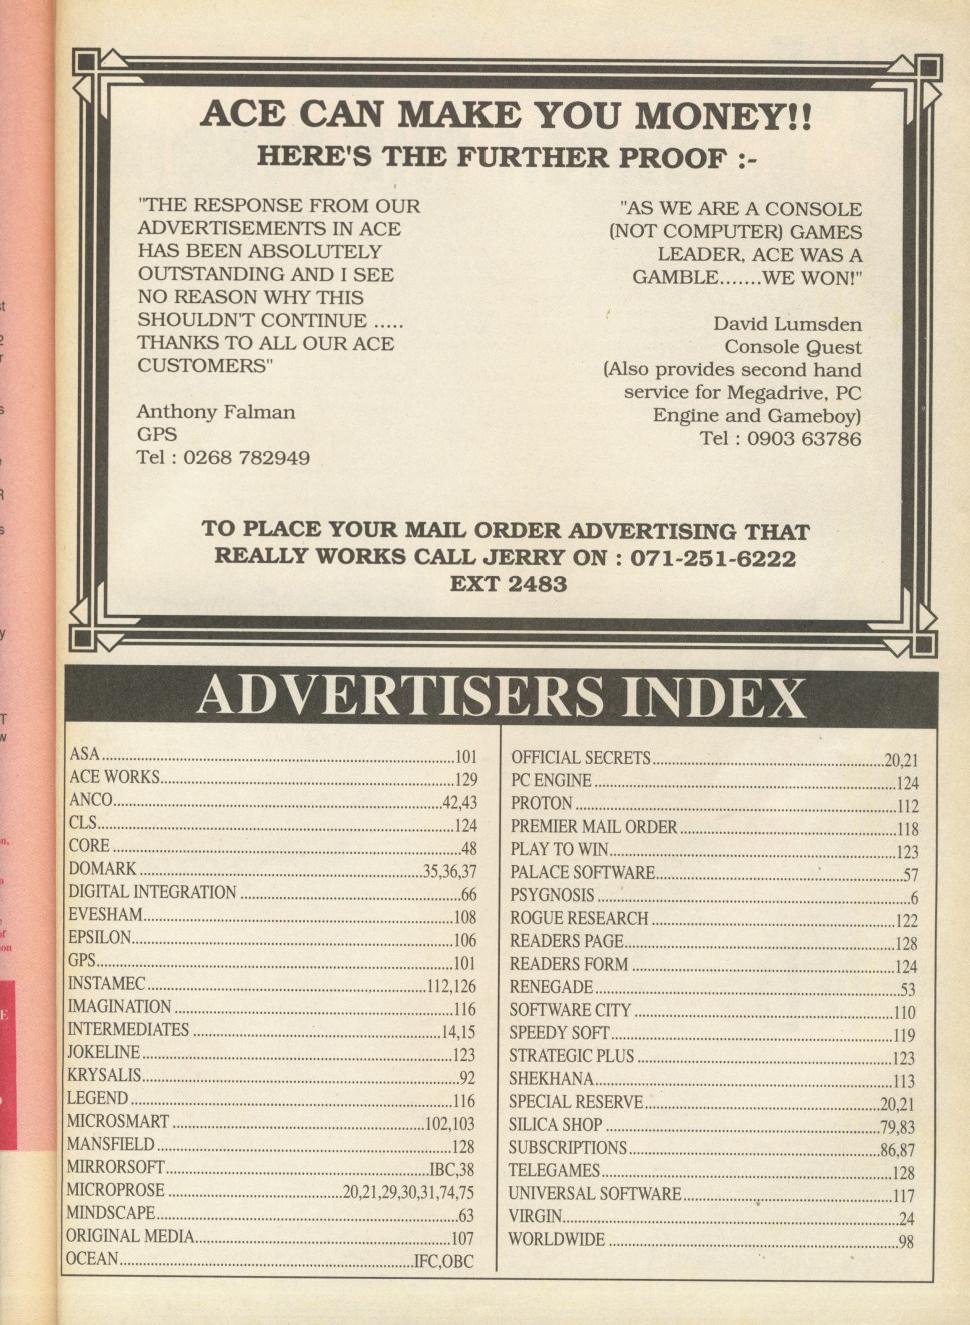 ACE CAN MAKE YOU MONEY!!
HERE'S THE FURTHER PROOF :-
"THE RESPONSE FROM OUR
ADVERTISEMENTS IN ACE
HAS BEEN ABSOLUTELY
OUTSTANDING AND I SEE
NO REASON WHY THIS
SHOULDN'T CONTINUE .....
THANKS TO ALL OUR ACE
CUSTOMERS"
Anthony Falman
GPS
Tel : 0268 782949
"AS WE ARE A CONSOLE
(NOT COMPUTER) GAMES
LEADER, ACE WAS A
GAMBLE.......WE WON!"
David Lumsden
Console Quest
(Also provides second hand
service for Megadrive, PC
Engine and Gameboy)
Tel : 0903 63786
TO PLACE YOUR MAIL ORDER ADVERTISING THAT
REALLY WORKS CALL JERRY ON : 071-251-6222
EXT 2483
ADVERTISERS INDEX
ASA....................101
ACE WORKS....................129
ANCO....................42,43
CLS....................124
CORE....................48
DOMARK....................35,36,37
DIGITAL INTEGRATION....................66
EVESHAM....................108
EPSILON....................106
GPS....................101
INSTAMEC....................112,126
IMAGINATION....................116
INTERMEDIATES....................14,15
JOKELINE....................123
KRYSALIS....................92
LEGEND....................116
MICROSMART....................102,103
MANSFIELD....................128
MIRRORSOFT....................IBC,38
MICROPROSE....................20,21,29,30,31,74,75
MINDSCAPE....................63
ORIGINAL MEDIA....................107
OCEAN....................IFC,OBC
OFFICIAL SECRETS....................20,21
PC ENGINE....................124
PROTON....................112
PREMIER MAIL ORDER....................118
PLAY TO WIN....................123
PALACE SOFTWARE....................57
PSYGNOSIS....................6
ROGUE RESEARCH....................122
READERS PAGE....................128
READERS FORM....................124
RENEGADE....................53
SOFTWARE CITY....................110
SPEEDY SOFT....................119
STRATEGIC PLUS....................123
SHEKHANA....................113
SPECIAL RESERVE....................20,21
SILICA SHOP....................79,83
SUBSCRIPTIONS....................86,87
TELEGAMES....................128
UNIVERSAL SOFTWARE....................117
VIRGIN....................24
WORLDWIDE....................98